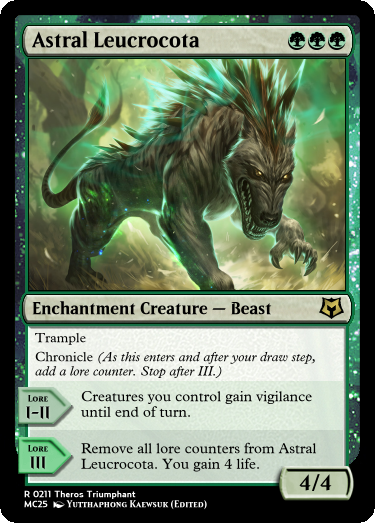 Astral Leucrocota
Enchantment Creature — Beast
Trample
Chronicle (As this enters and after your draw step,
add a lore counter. Stop after III.)
LORE
I-II
Creatures you control gain vigilance
until end of turn.
LORE
III
Remove all lore counters from Astral
Leucrocota. You gain 4 life.
4/4
R 0211 Theros Triumphant
MC25 Yutthaphong Kaewsuk (Edited)